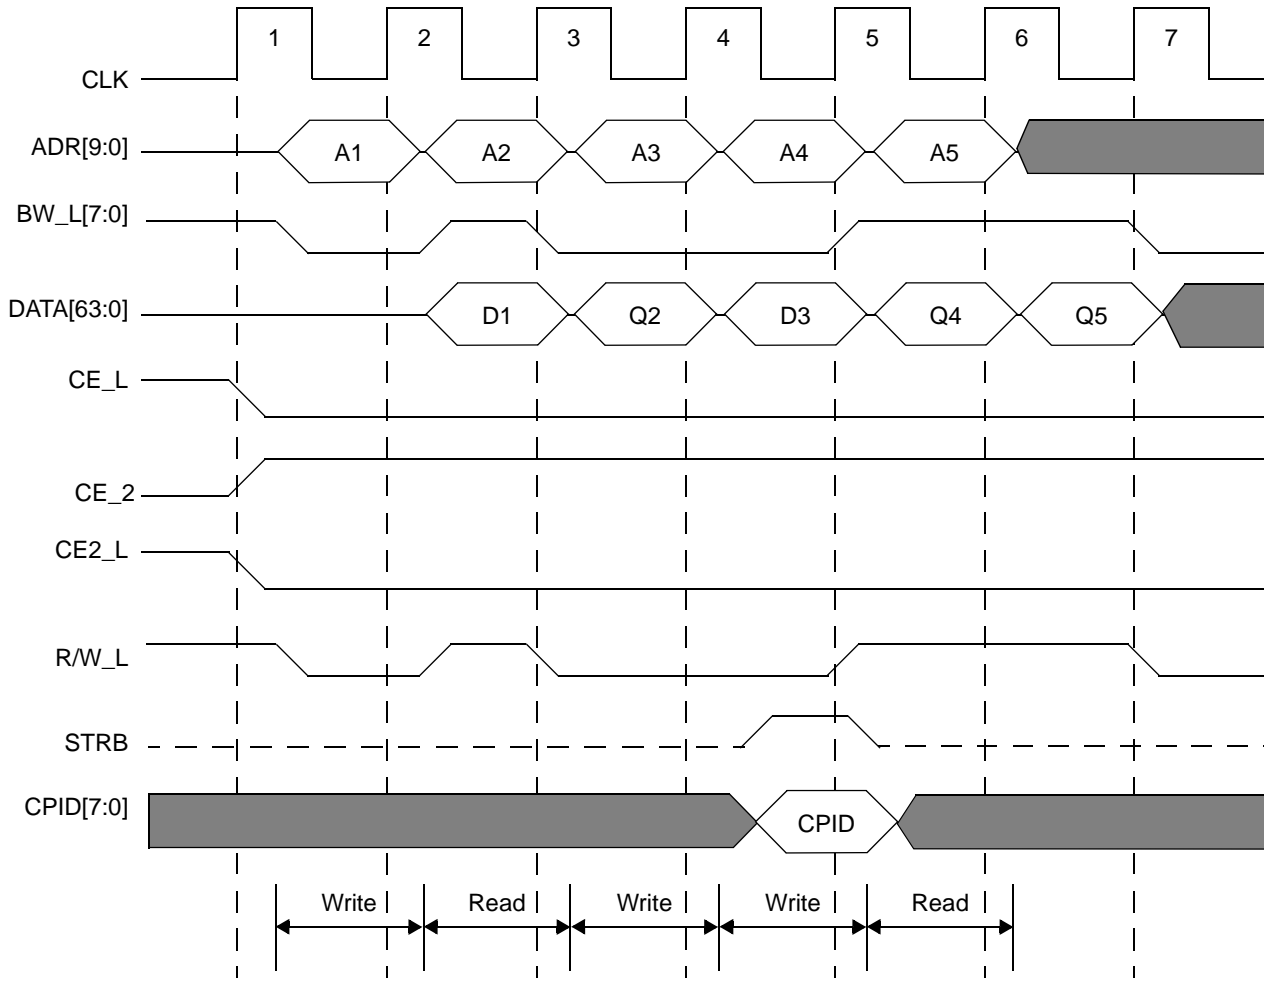 1 2 3 4 5 6 7
CLK
ADR[9:0] A1 A2 A3 A4 A5
BW_L[7:0]
DATA[63:0] D1 Q2 D3 Q4 Q5
CE_L
CE_2
CE2_L
R/W_L
STRB
CPID[7:0] CPID
Write Read Write Write Read